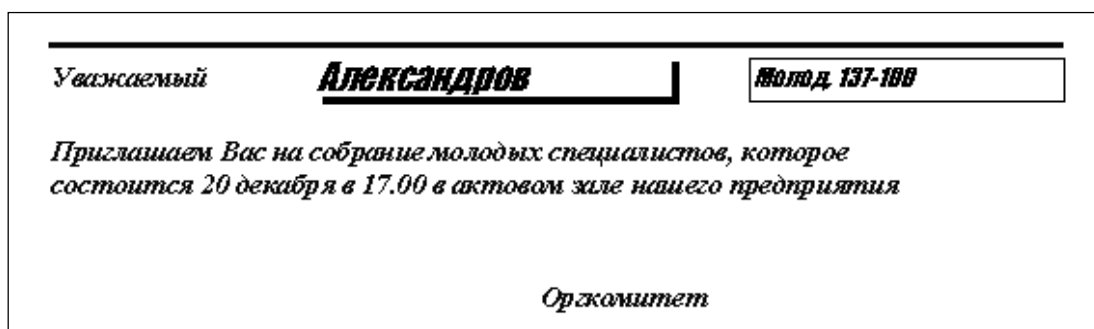 Уважаемый Александров Молод. 137-100
Приглашаем Вас на собрание молодых специалистов, которое
состоится 20 декабря в 17.00 в актовом зале нашего предприятия
Оргкомитет